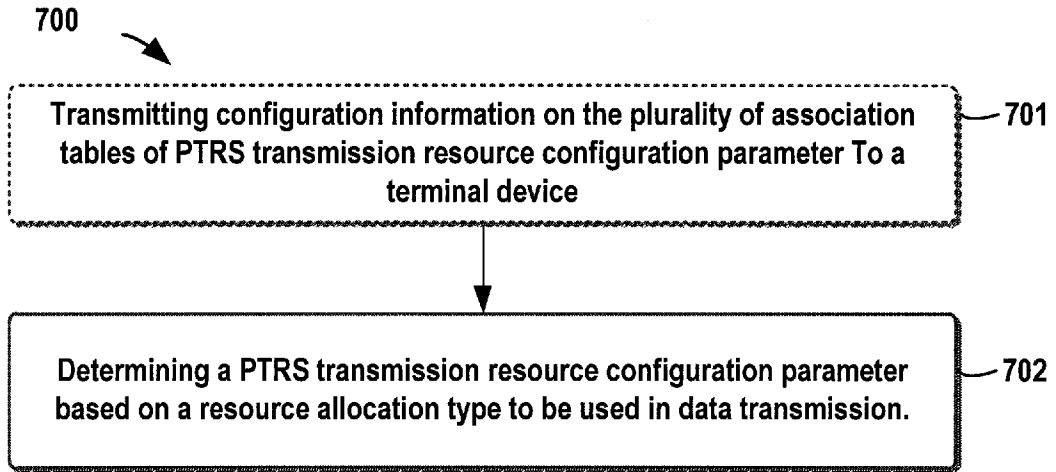 700
Transmitting configuration information on the plurality of association
tables of PTRS transmission resource configuration parameter To a
terminal device
701
Determining a PTRS transmission resource configuration parameter
based on a resource allocation type to be used in data transmission.
702